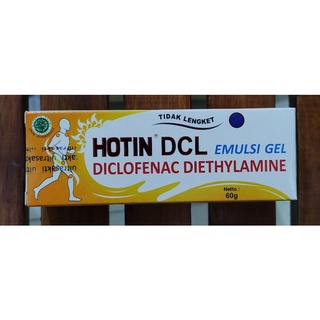 TIDAK LENGKET
HOTIN® DCL EMULSI GEL
DICLOFENAC DIETHYLAMINE
Netto :
60g